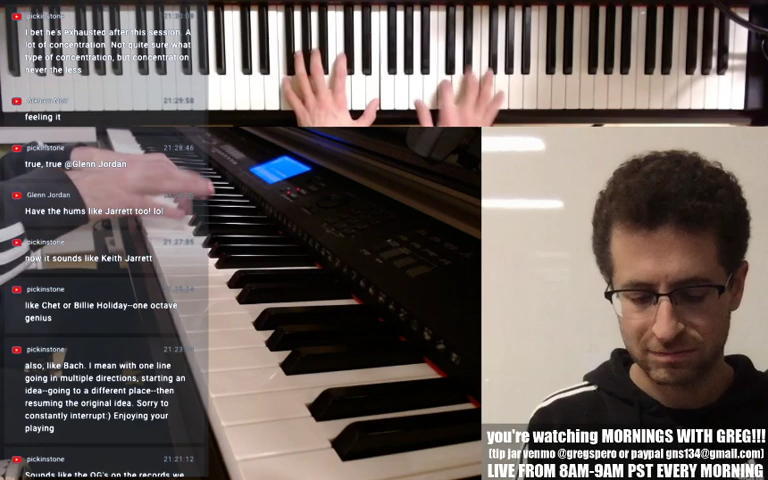 pickinstone
I bet he's exhausted after this session. A
lot of concentration. Not quite sure what
type of concentration, but concentration
never the less
21:29:58
feeling it
pickinstone 21:28:46
true, true @Glenn Jordan
Glenn Jordan
Have the hums like Jarrett too! lol
pickinstone 21:27:05
now it sounds like Keith Jarrett
pickinstone
like Chet or Billie Holiday--one octave
genius
pickinstone
also, like Bach. I mean with one line
going in multiple directions, starting an
idea--going to a different place--then
resuming the original idea. Sorry to
constantly interrupt:) Enjoying your
playing
pickinstone 21:21:12
Sounds like the OG's on the records we
you're watching MORNINGS WITH GREG!!!
(tip jar venmo @gregspero or paypal gns134@gmail.com)
LIVE FROM 8AM-9AM PST EVERY MORNING